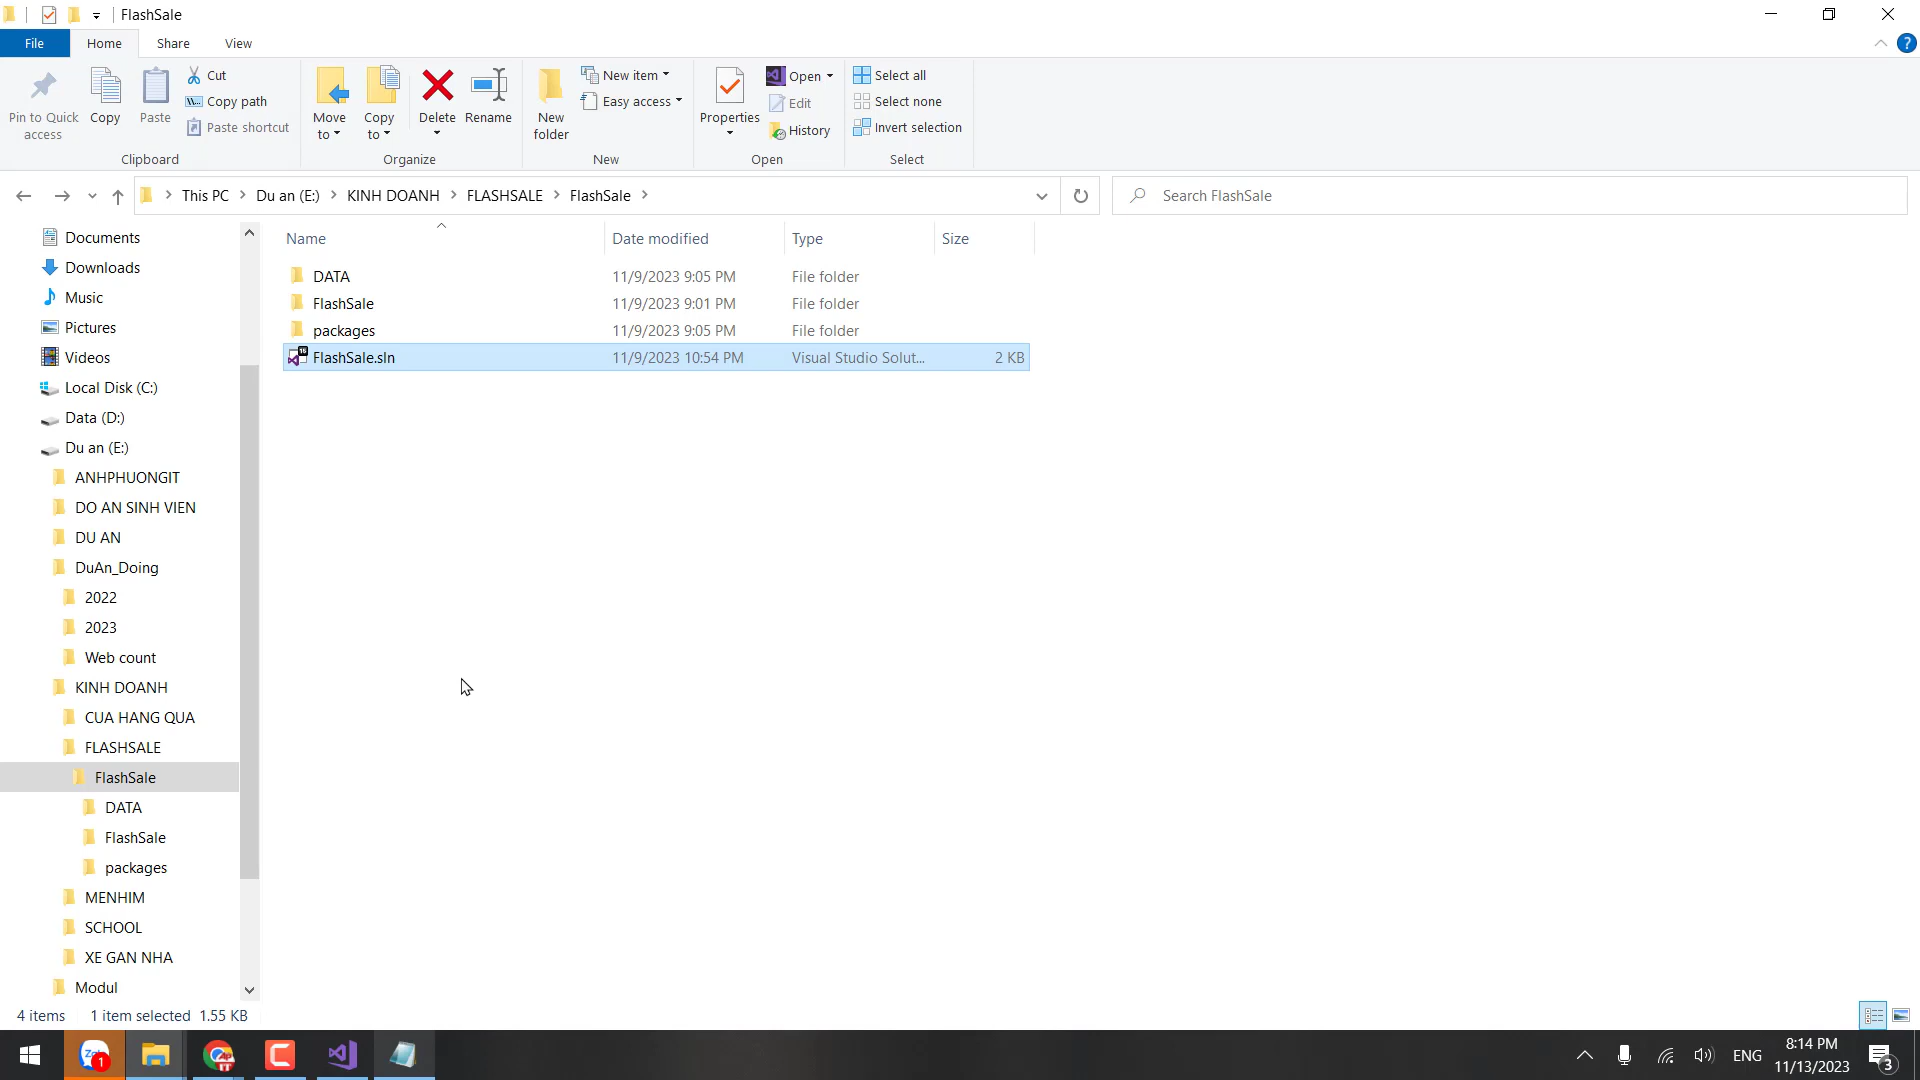 FlashSale
File Home Share View
Pin to Quick access
Copy
Paste
Cut
Copy path
Paste shortcut
Clipboard
Move to
Copy to
Delete
Rename
Organize
New folder
New item
Easy access
New
Properties
Open
Edit
History
Open
Select all
Select none
Invert selection
Select
This PC > Du an (E:) > KINH DOANH > FLASHSALE > FlashSale >
Search FlashSale
Documents
Downloads
Music
Pictures
Videos
Local Disk (C:)
Data (D:)
Du an (E:)
ANHPHUONGIT
DO AN SINH VIEN
DU AN
DuAn_Doing
2022
2023
Web count
KINH DOANH
CUA HANG QUA
FLASHSALE
FlashSale
DATA
FlashSale
packages
MENHIM
SCHOOL
XE GAN NHA
Modul
Name Date modified Type Size
DATA 11/9/2023 9:05 PM File folder
FlashSale 11/9/2023 9:01 PM File folder
packages 11/9/2023 9:05 PM File folder
FlashSale.sln 11/9/2023 10:54 PM Visual Studio Solut... 2 KB
4 items 1 item selected 1.55 KB
1
ENG
8:14 PM
11/13/2023
3